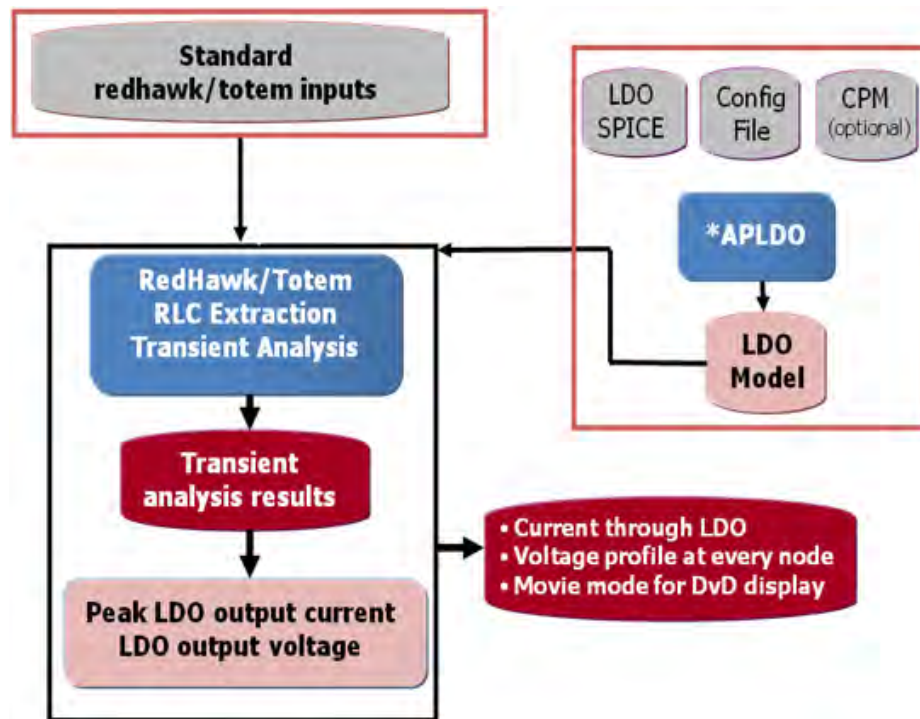 Standard
redhawk/totem inputs
LDO
SPICE
Config
File
CPM
(optional)
*APLDO
LDO
Model
RedHawk/Totem
RLC Extraction
Transient Analysis
Transient
analysis results
Peak LDO output current
LDO output voltage
• Current through LDO
• Voltage profile at every node
• Movie mode for DvD display